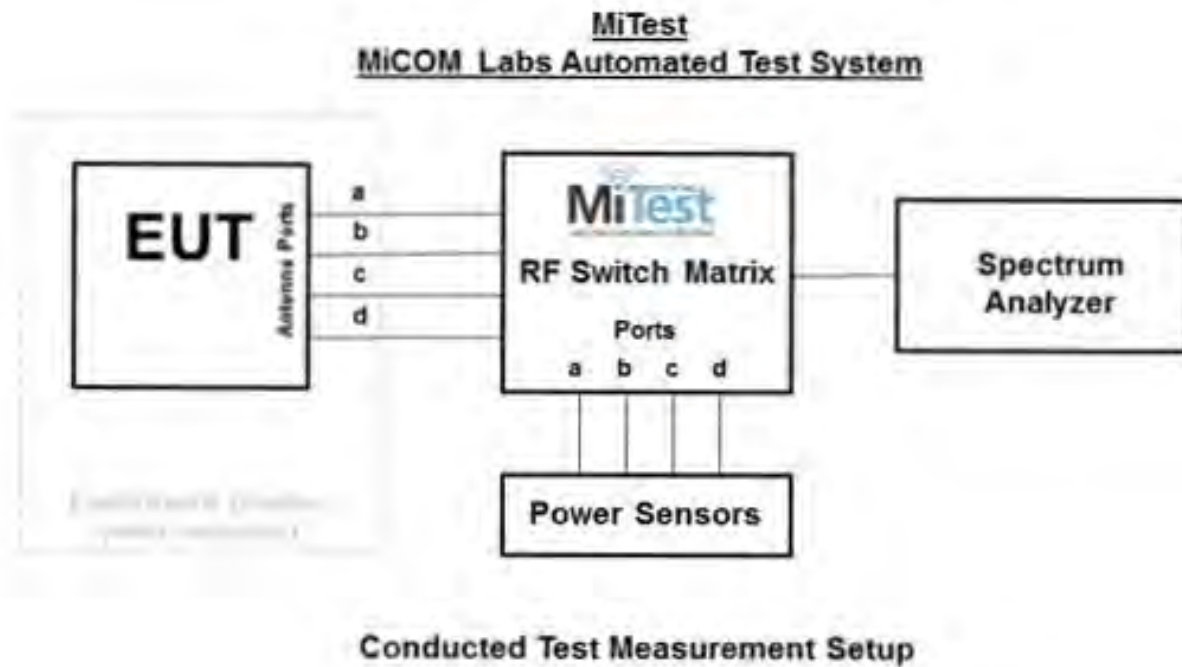 MiTest
MiCOM Labs Automated Test System
EUT
Antenna Ports
a
b
c
d
MiTest
RF Switch Matrix
Ports
a b c d
Spectrum
Analyzer
Power Sensors
Conducted Test Measurement Setup